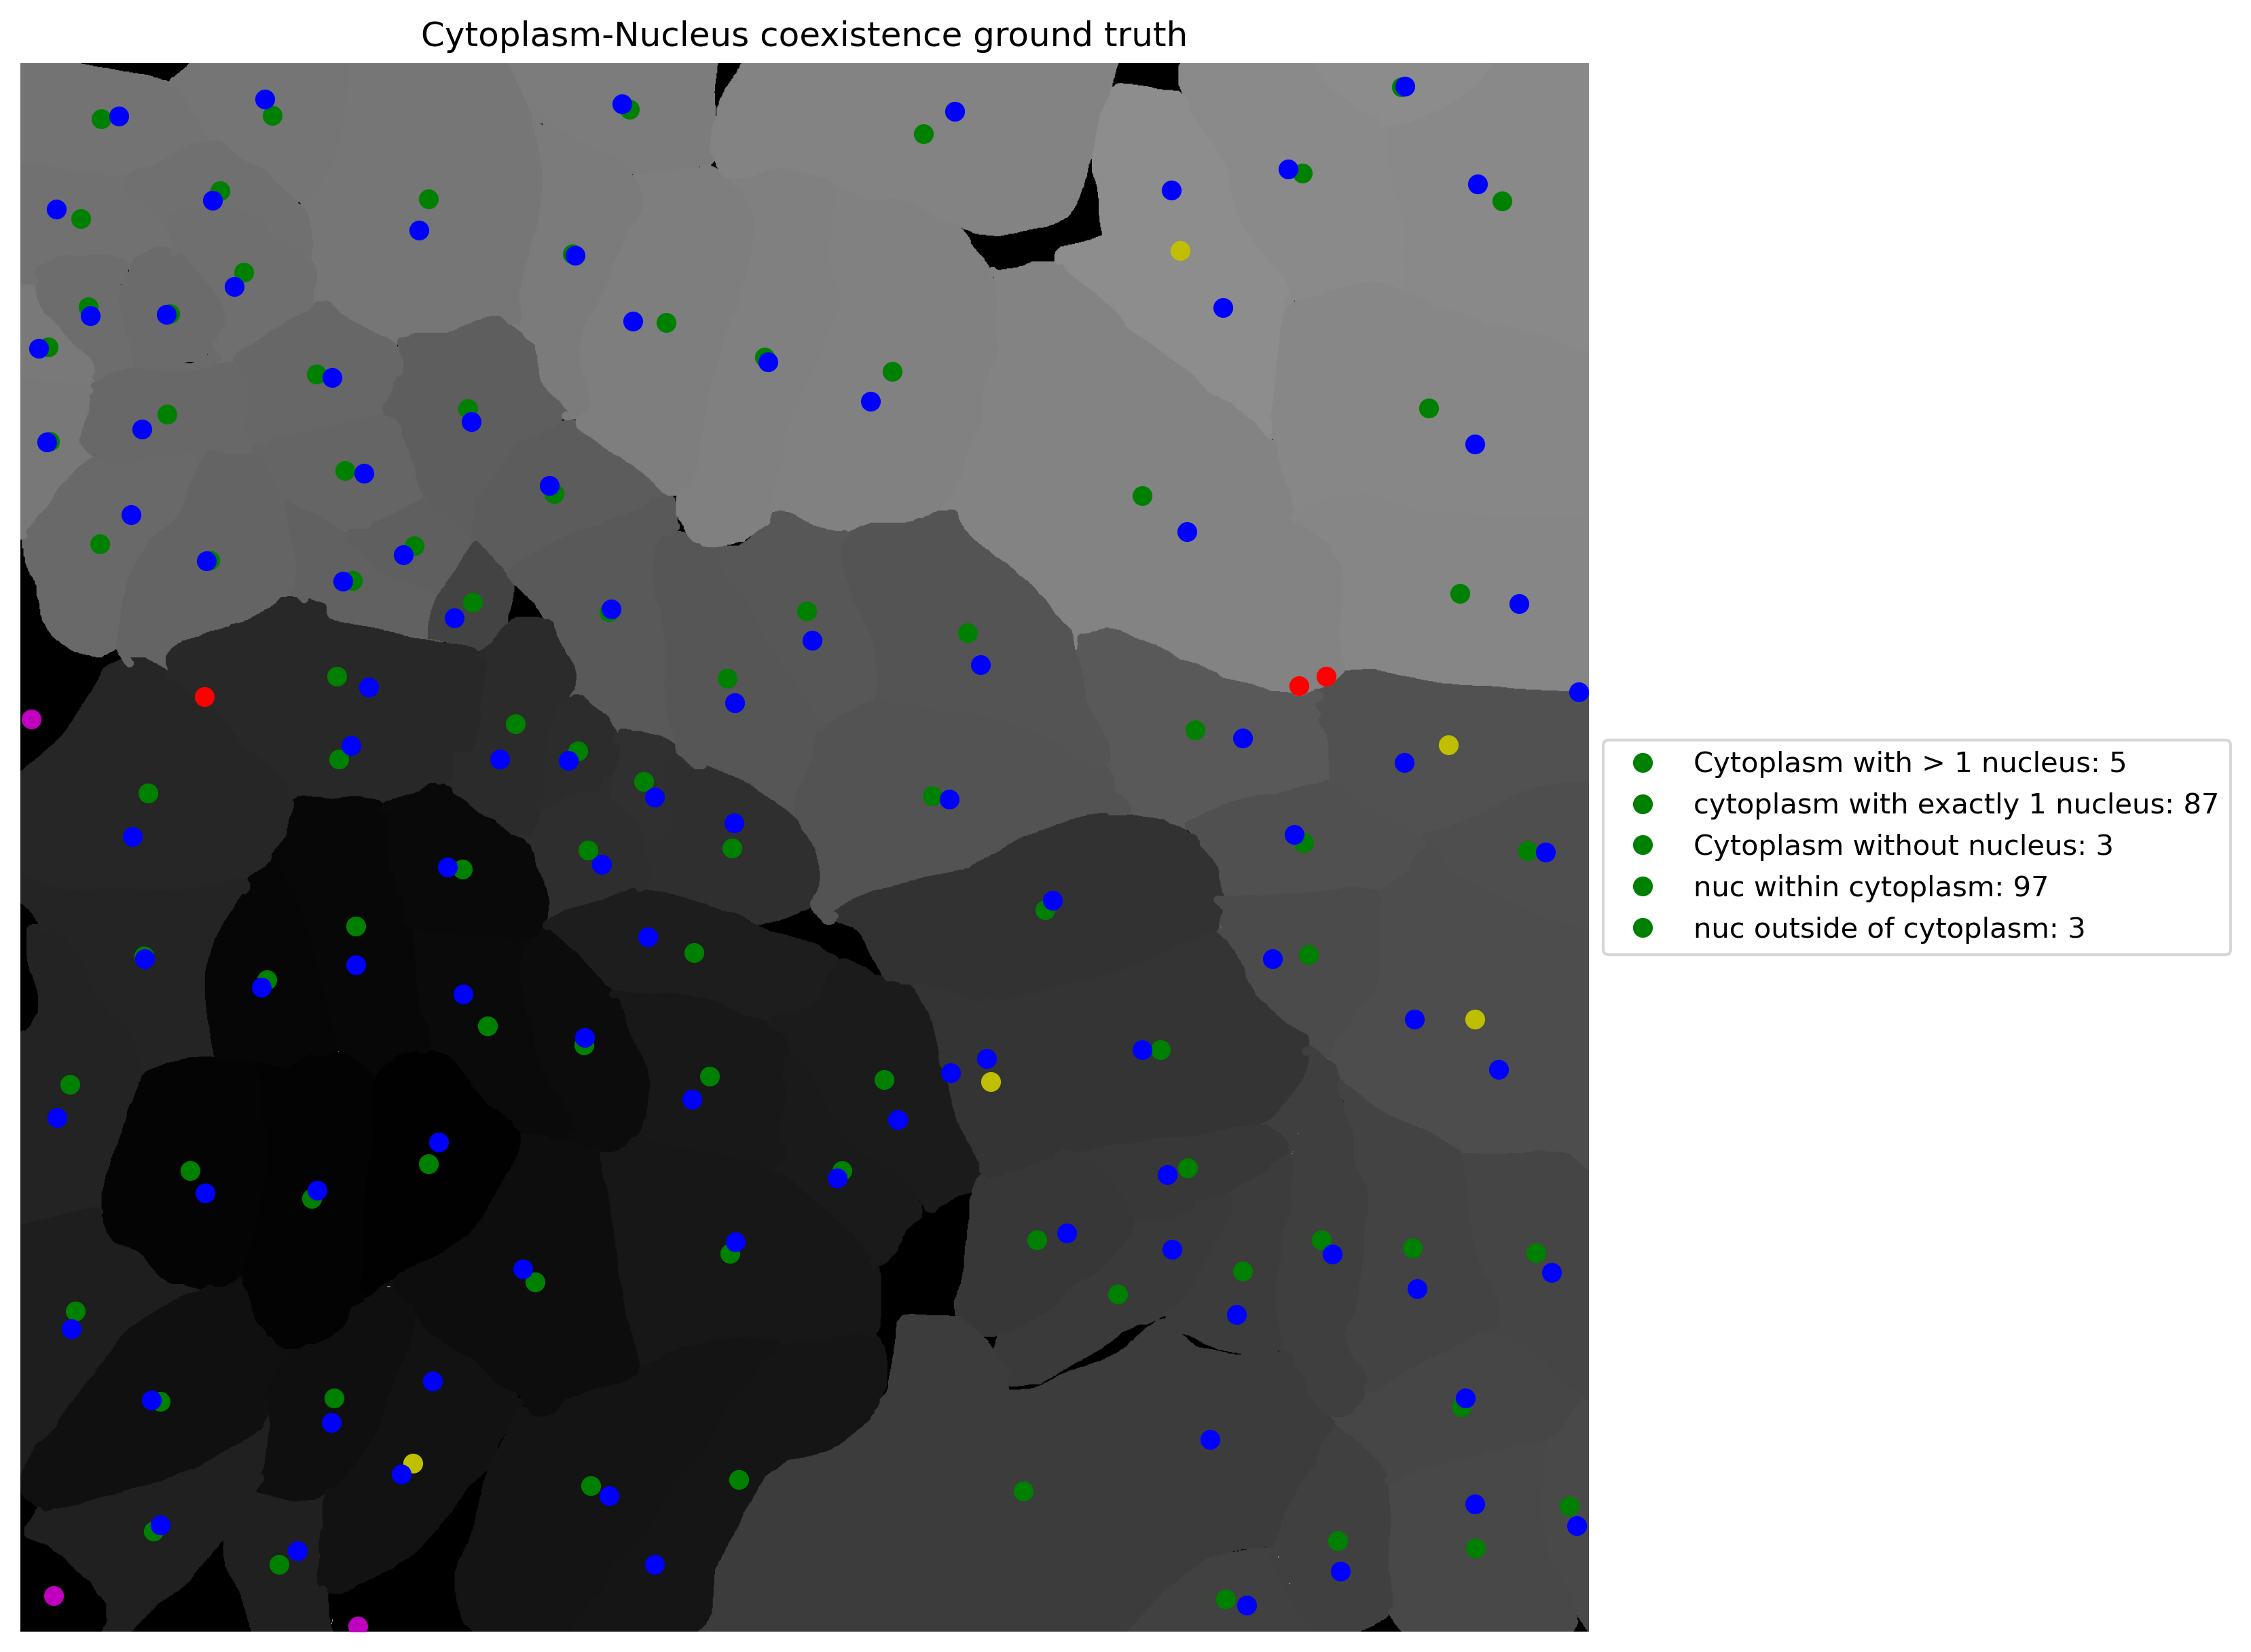 Cytoplasm-Nucleus coexistence ground truth
Cytoplasm with > 1 nucleus: 5
cytoplasm with exactly 1 nucleus: 87
Cytoplasm without nucleus: 3
nuc within cytoplasm: 97
nuc outside of cytoplasm: 3